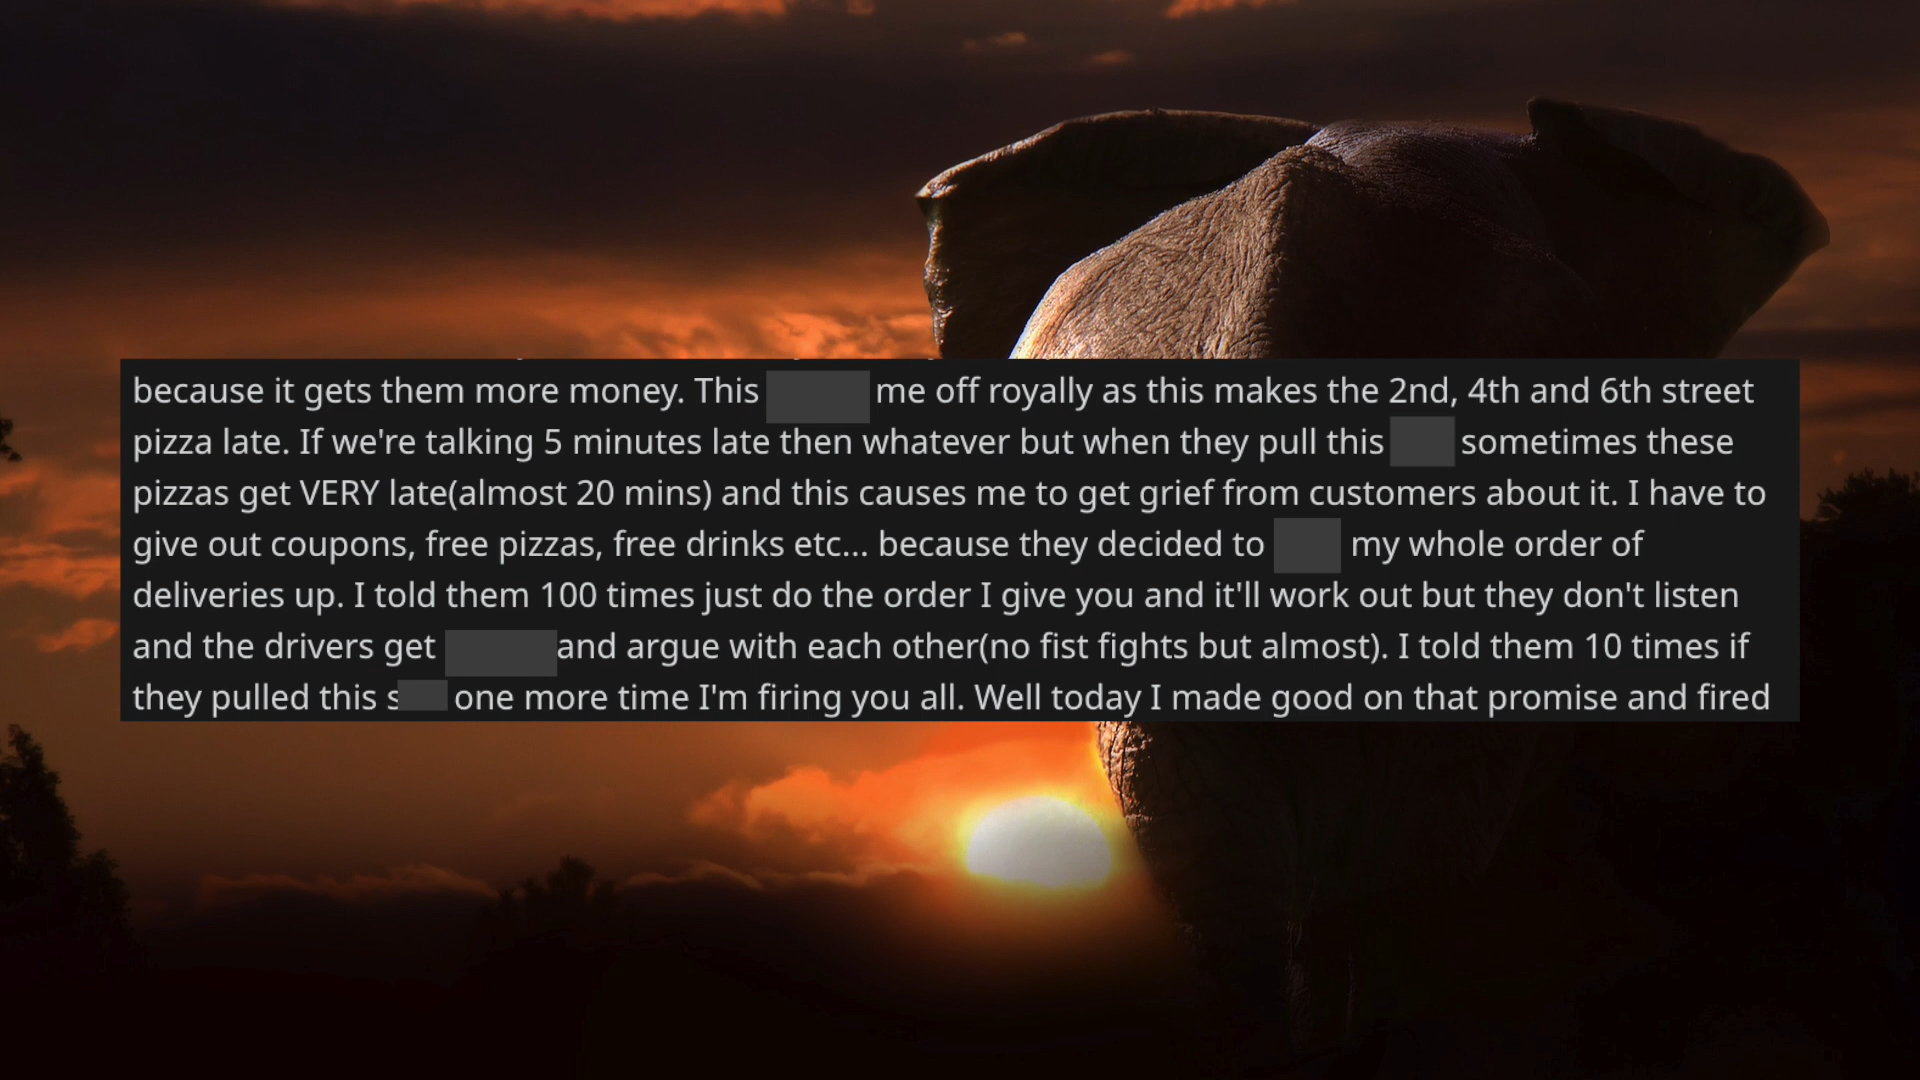 because it gets them more money. This me off royally as this makes the 2nd, 4th and 6th street
pizza late. If we're talking 5 minutes late then whatever but when they pull this sometimes these
pizzas get VERY late(almost 20 mins) and this causes me to get grief from customers about it. I have to
give out coupons, free pizzas, free drinks etc... because they decided to my whole order of
deliveries up. I told them 100 times just do the order I give you and it'll work out but they don't listen
and the drivers get and argue with each other(no fist fights but almost). I told them 10 times if
they pulled this s one more time I'm firing you all. Well today I made good on that promise and fired